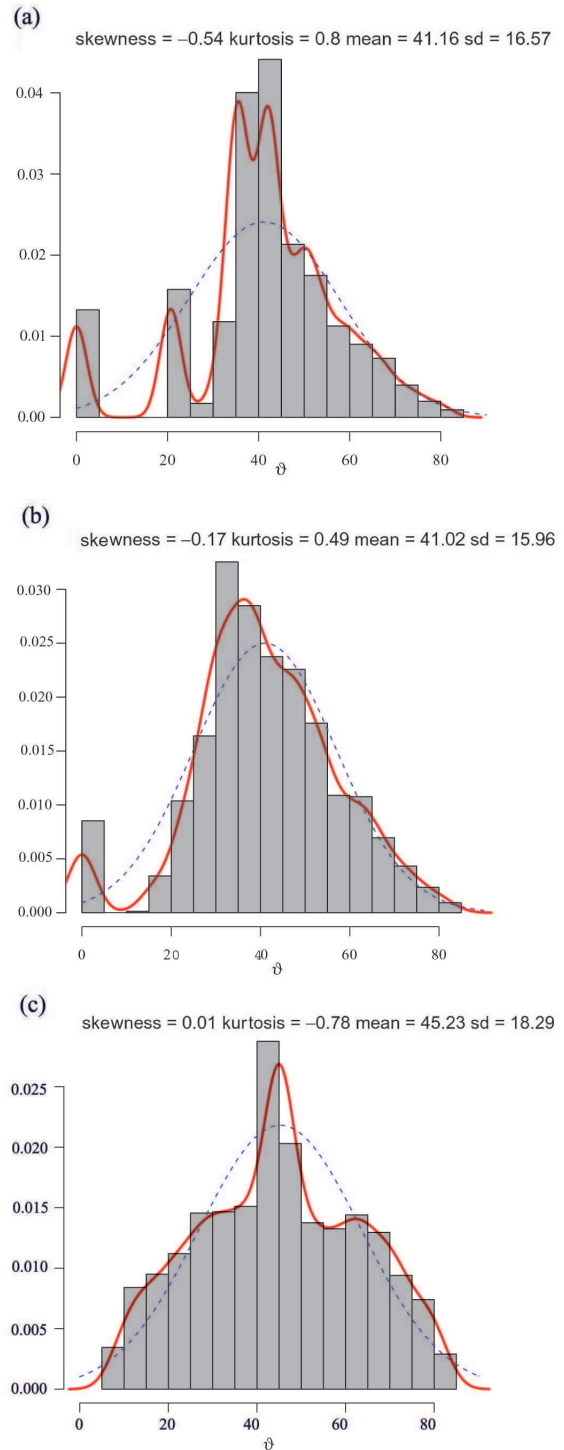 (a)
skewness = −0.54 kurtosis = 0.8 mean = 41.16 sd = 16.57
0.04
0.03
0.02
0.01
0.00
0 20 40 60 80
ϑ
(b)
skewness = −0.17 kurtosis = 0.49 mean = 41.02 sd = 15.96
0.030
0.025
0.020
0.015
0.010
0.005
0.000
0 20 40 60 80
ϑ
(c)
skewness = 0.01 kurtosis = −0.78 mean = 45.23 sd = 18.29
0.025
0.020
0.015
0.010
0.005
0.000
0 20 40 60 80
ϑ